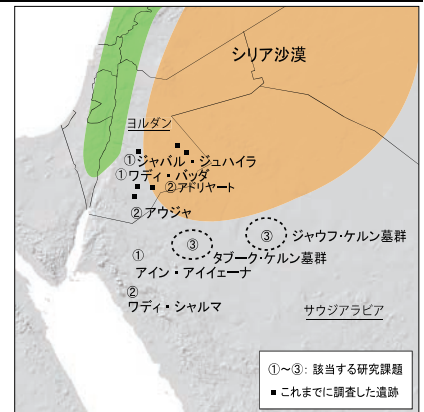 シリア沙漠
ヨルダン
①ジャバル・ジュハイラ
①ワディ・バッダ
②アドリヤート
②アウジャ
③
③
ジャウフ・ケルン墓群
①
タブーク・ケルン墓群
アイン・アイイェーナ
②
ワディ・シャルマ
サウジアラビア
①～③: 該当する研究課題
■ これまでに調査した遺跡